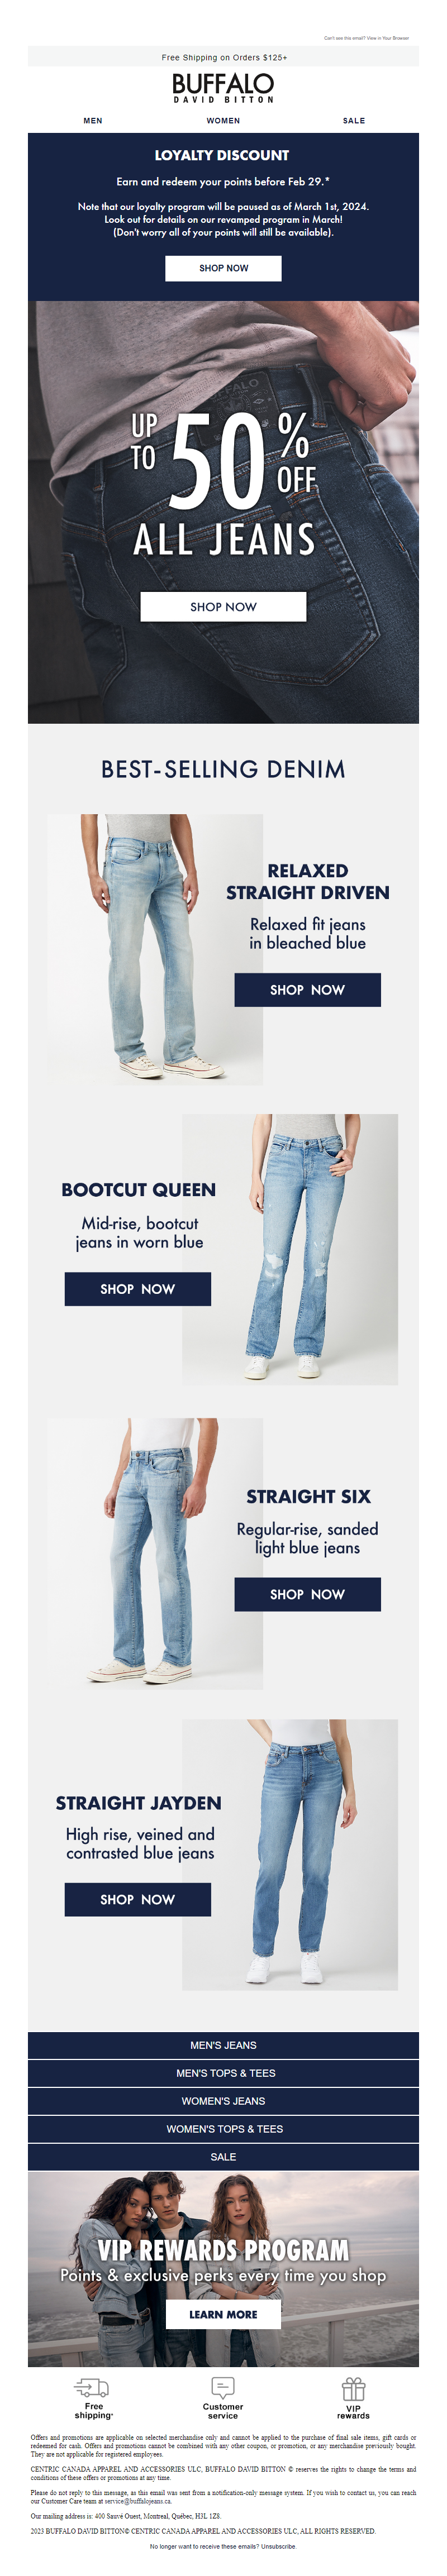 Can't see this email? View in Your Browser
Free Shipping on Orders $125+
BUFFALO
DAVID BITTON
MEN WOMEN SALE
LOYALTY DISCOUNT
Earn and redeem your points before Feb 29.*
Note that our loyalty program will be paused as of March 1st, 2024.
Look out for details on our revamped program in March!
(Don't worry all of your points will still be available).
SHOP NOW
UP TO 50% OFF
ALL JEANS
SHOP NOW
BEST-SELLING DENIM
RELAXED
STRAIGHT DRIVEN
Relaxed fit jeans
in bleached blue
SHOP NOW
BOOTCUT QUEEN
Mid-rise, bootcut
jeans in worn blue
SHOP NOW
STRAIGHT SIX
Regular-rise, sanded
light blue jeans
SHOP NOW
STRAIGHT JAYDEN
High rise, veined and
contrasted blue jeans
SHOP NOW
MEN'S JEANS
MEN'S TOPS & TEES
WOMEN'S JEANS
WOMEN'S TOPS & TEES
SALE
VIP REWARDS PROGRAM
Points & exclusive perks every time you shop
LEARN MORE
Free
shipping*
Customer
service
VIP
rewards
Offers and promotions are applicable on selected merchandise only and cannot be applied to the purchase of final sale items, gift cards or
redeemed for cash. Offers and promotions cannot be combined with any other coupon, or promotion, or any merchandise previously bought.
They are not applicable for registered employees.
CENTRIC CANADA APPAREL AND ACCESSORIES ULC, BUFFALO DAVID BITTON © reserves the rights to change the terms and
conditions of these offers or promotions at any time.
Please do not reply to this message, as this email was sent from a notification-only message system. If you wish to contact us, you can reach
our Customer Care team at service@buffalojeans.ca.
Our mailing address is: 400 Sauvé Ouest, Montreal, Québec, H3L 1Z8.
2023 BUFFALO DAVID BITTON© CENTRIC CANADA APPAREL AND ACCESSORIES ULC, ALL RIGHTS RESERVED.
No longer want to receive these emails? Unsubscribe.